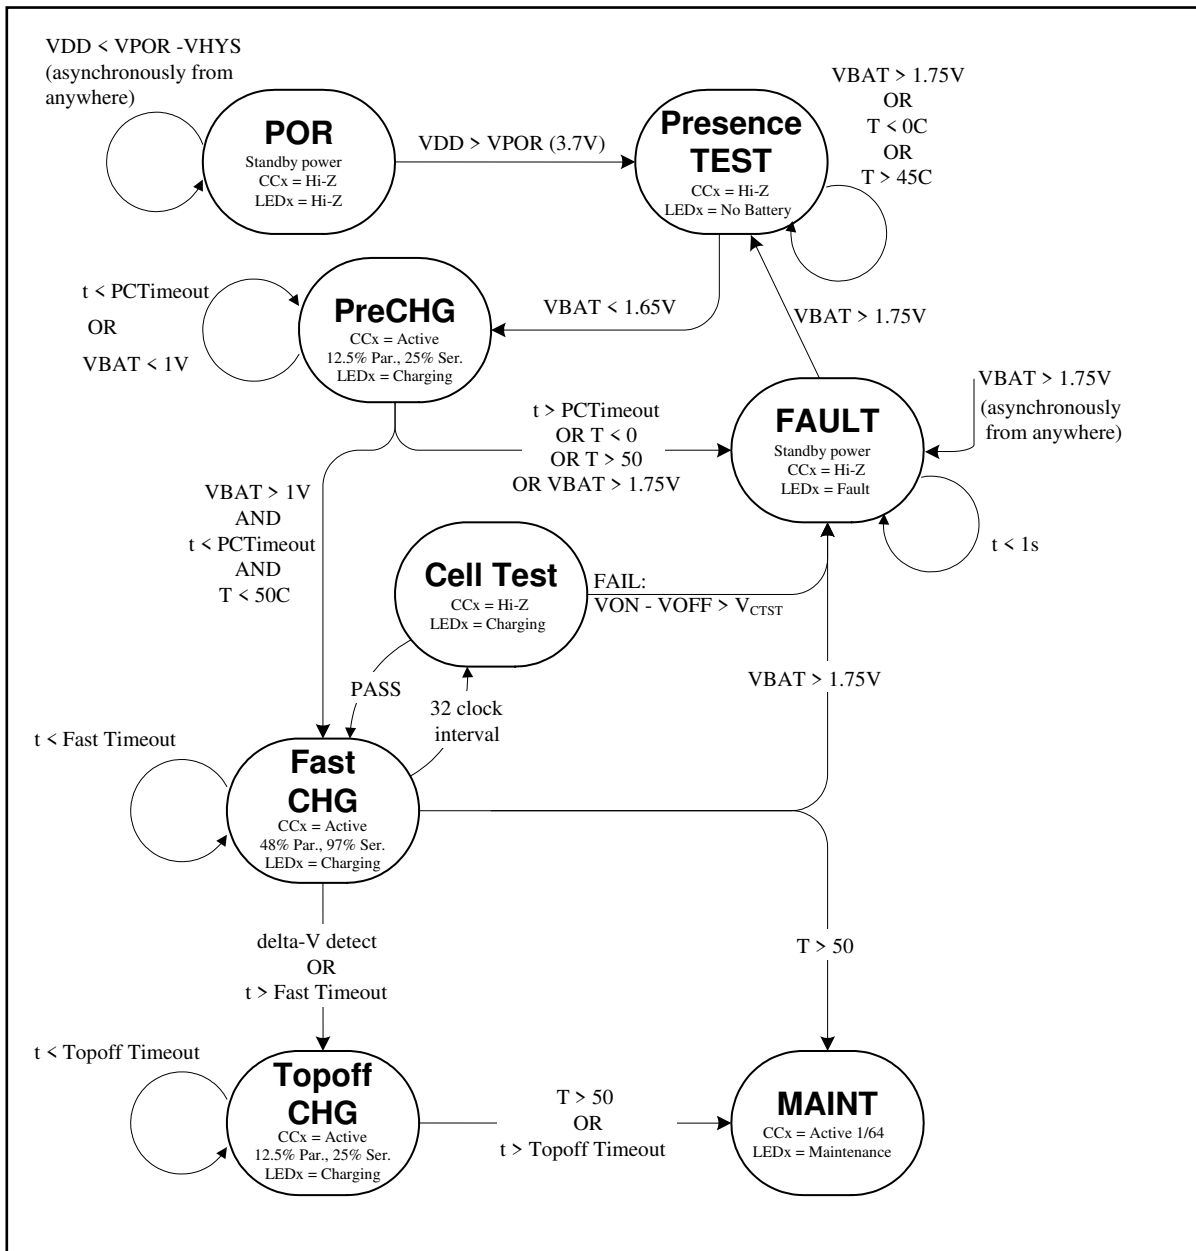 VDD < VPOR -VHYS
(asynchronously from
anywhere)
POR
Standby power
CCx = Hi-Z
LEDx = Hi-Z
VDD > VPOR (3.7V)
Presence
TEST
CCx = Hi-Z
LEDx = No Battery
VBAT > 1.75V
OR
T < 0C
OR
T > 45C
t < PCTimeout
OR
VBAT < 1V
PreCHG
CCx = Active
12.5% Par., 25% Ser.
LEDx = Charging
VBAT < 1.65V
VBAT > 1.75V
t > PCTimeout
OR T < 0
OR T > 50
OR VBAT > 1.75V
FAULT
Standby power
CCx = Hi-Z
LEDx = Fault
VBAT > 1.75V
(asynchronously
from anywhere)
t < 1s
VBAT > 1V
AND
t < PCTimeout
AND
T < 50C
Cell Test
CCx = Hi-Z
LEDx = Charging
FAIL:
VON - VOFF > VCTST
PASS
32 clock
interval
VBAT > 1.75V
t < Fast Timeout
Fast
CHG
CCx = Active
48% Par., 97% Ser.
LEDx = Charging
delta-V detect
OR
t > Fast Timeout
T > 50
t < Topoff Timeout
Topoff
CHG
CCx = Active
12.5% Par., 25% Ser.
LEDx = Charging
T > 50
OR
t > Topoff Timeout
MAINT
CCx = Active 1/64
LEDx = Maintenance